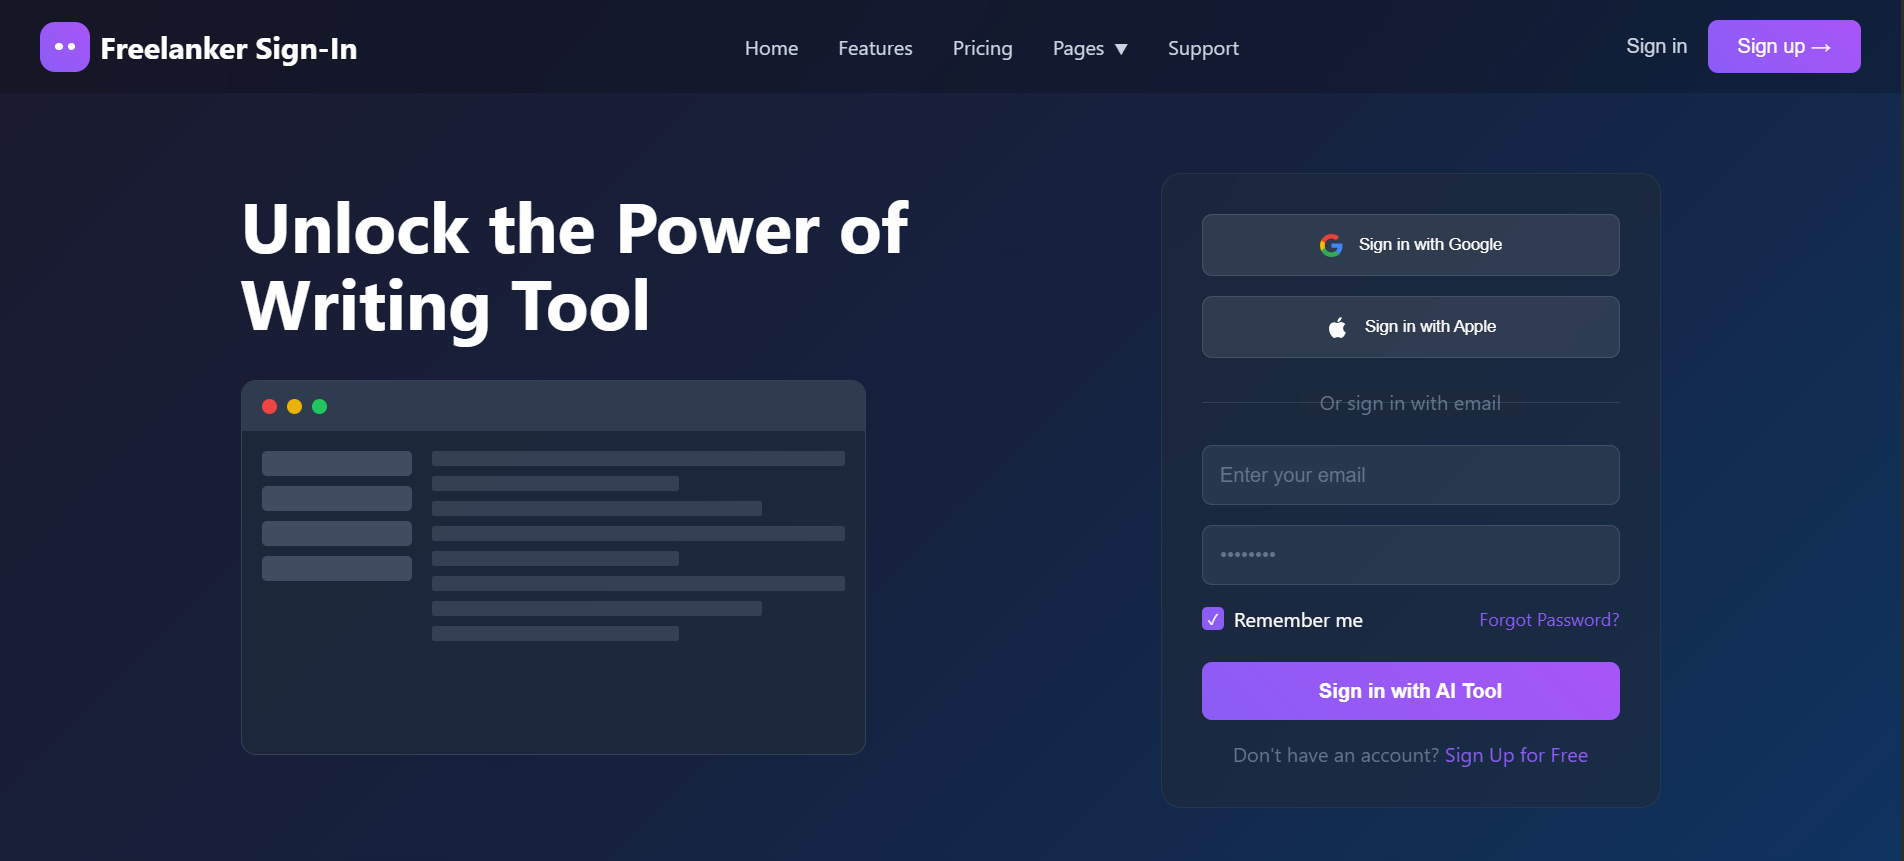 Freelanker Sign-In
Home Features Pricing Pages ▼ Support
Sign in
Sign up →
Unlock the Power of
Writing Tool
Sign in with Google
Sign in with Apple
Or sign in with email
Enter your email
••••••••
✓ Remember me
Forgot Password?
Sign in with AI Tool
Don't have an account? Sign Up for Free